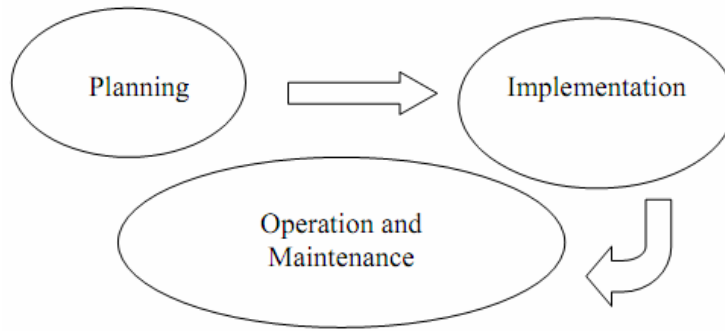 Planning
Implementation
Operation and
Maintenance